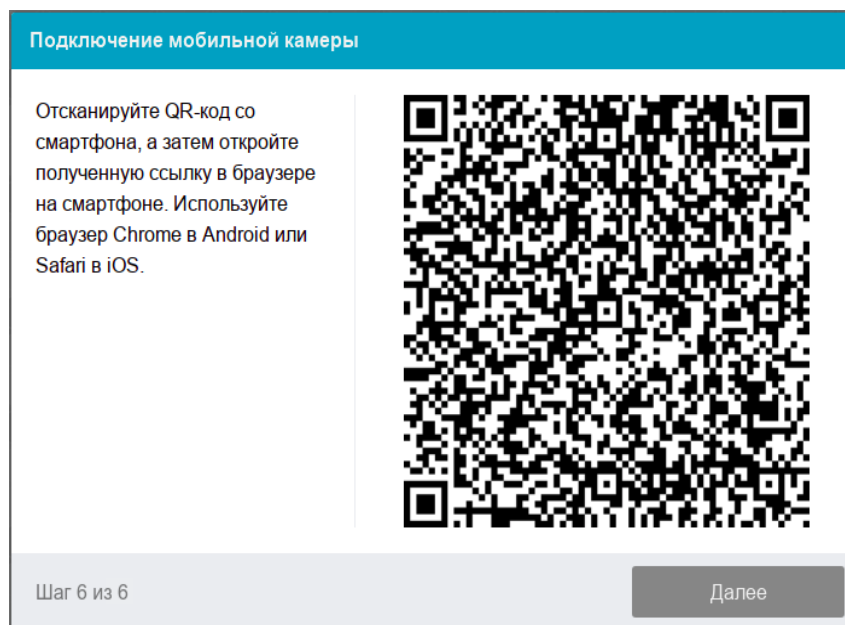 Подключение мобильной камеры
Отсканируйте QR-код со
смартфона, а затем откройте
полученную ссылку в браузере
на смартфоне. Используйте
браузер Chrome в Android или
Safari в iOS.
Шаг 6 из 6
Далее